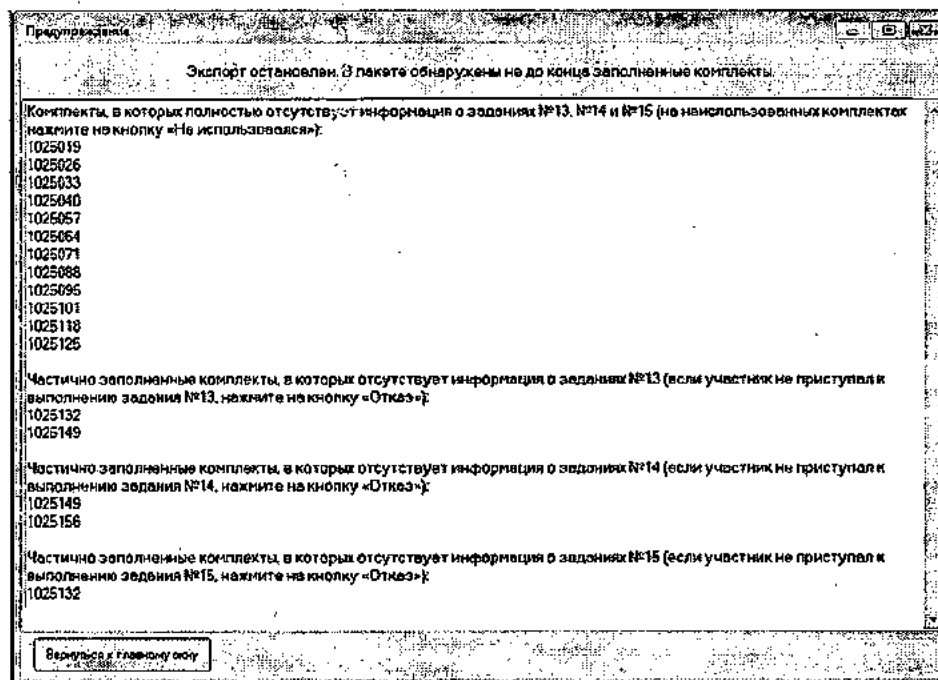 Предупреждение
Экспорт остановлен. В пакете обнаружены не до конца заполненные комплекты.
Комплекты, в которых полностью отсутствует информация о заданиях №13, №14 и №15 (на неиспользованных комплектах
нажмите на кнопку «Не использовался»):
1025019
1025026
1025033
1025040
1025057
1025064
1025071
1025088
1025095
1025101
1025118
1025125
Частично заполненные комплекты, в которых отсутствует информация о заданиях №13 (если участник не приступал к
выполнению задания №13, нажмите на кнопку «Отказ»):
1025132
1025149
Частично заполненные комплекты, в которых отсутствует информация о заданиях №14 (если участник не приступал к
выполнению задания №14, нажмите на кнопку «Отказ»):
1025149
1025156
Частично заполненные комплекты, в которых отсутствует информация о заданиях №15 (если участник не приступал к
выполнению задания №15, нажмите на кнопку «Отказ»):
1025132
Вернуться к главному окну